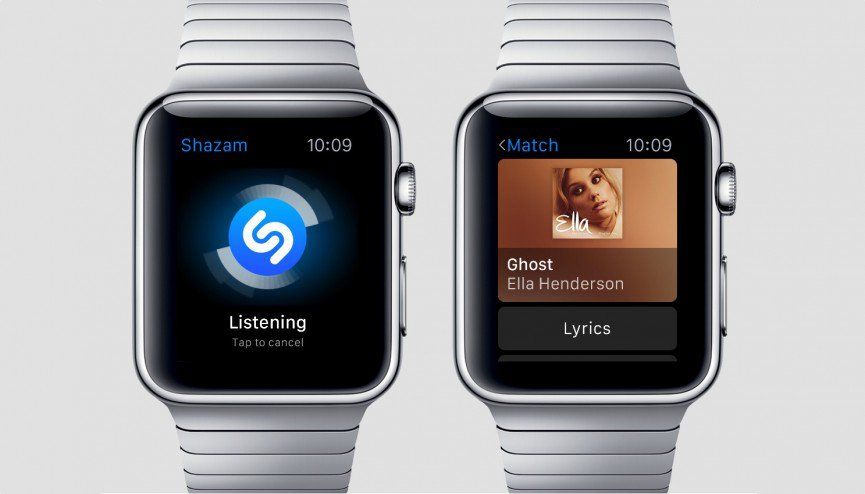 Shazam 10:09
Listening
Tap to cancel
<Match 10:09
Ella
Ghost
Ella Henderson
Lyrics